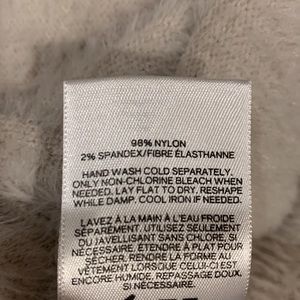 98% NYLON
2% SPANDEX/FIBRE ÉLASTHANNE
HAND WASH COLD SEPARATELY.
ONLY NON-CHLORINE BLEACH WHEN
NEEDED. LAY FLAT TO DRY. RESHAPE
WHILE DAMP. COOL IRON IF NEEDED.
LAVEZ À LA MAIN À L'EAU FROIDE
SÉPARÉMENT. UTILISEZ SEULEMENT
DU JAVELLISANT SANS CHLORE, SI
NÉCESSAIRE. ÉTENDRE À PLAT POUR
SÉCHER. RENDRE LA FORME AU
VÊTEMENT LORSQUE CELUI-CI EST
ENCORE HUMIDE. REPASSAGE DOUX,
SI NÉCESSAIRE.